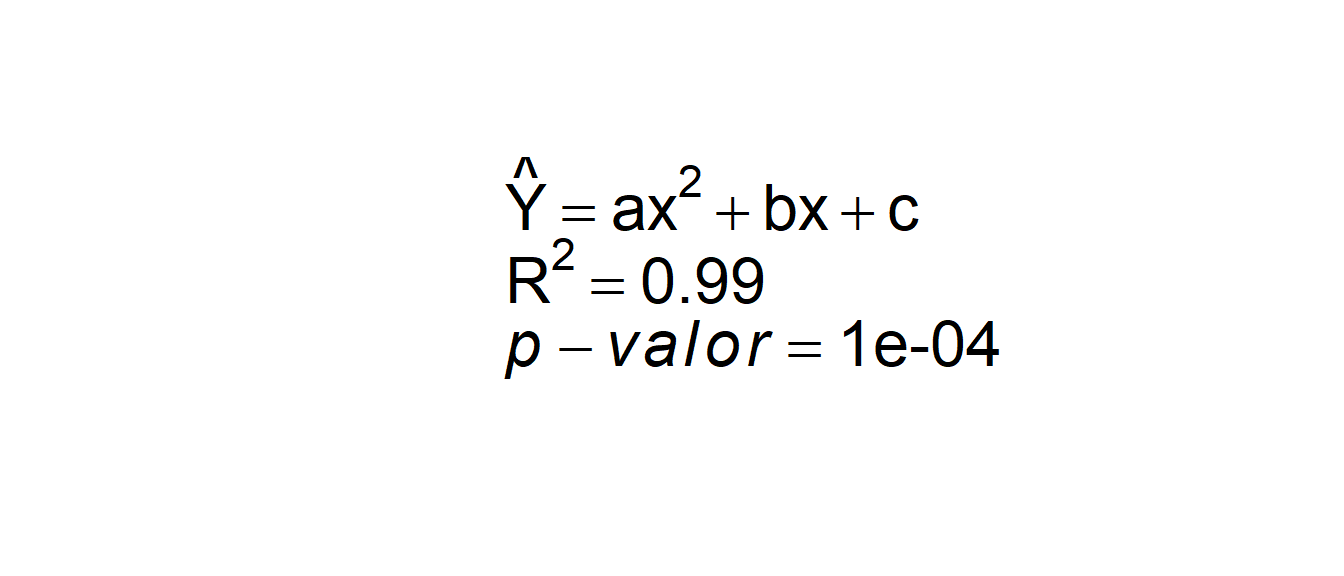 Ŷ = ax² + bx + c
R² = 0.99
p − valor = 1e-04